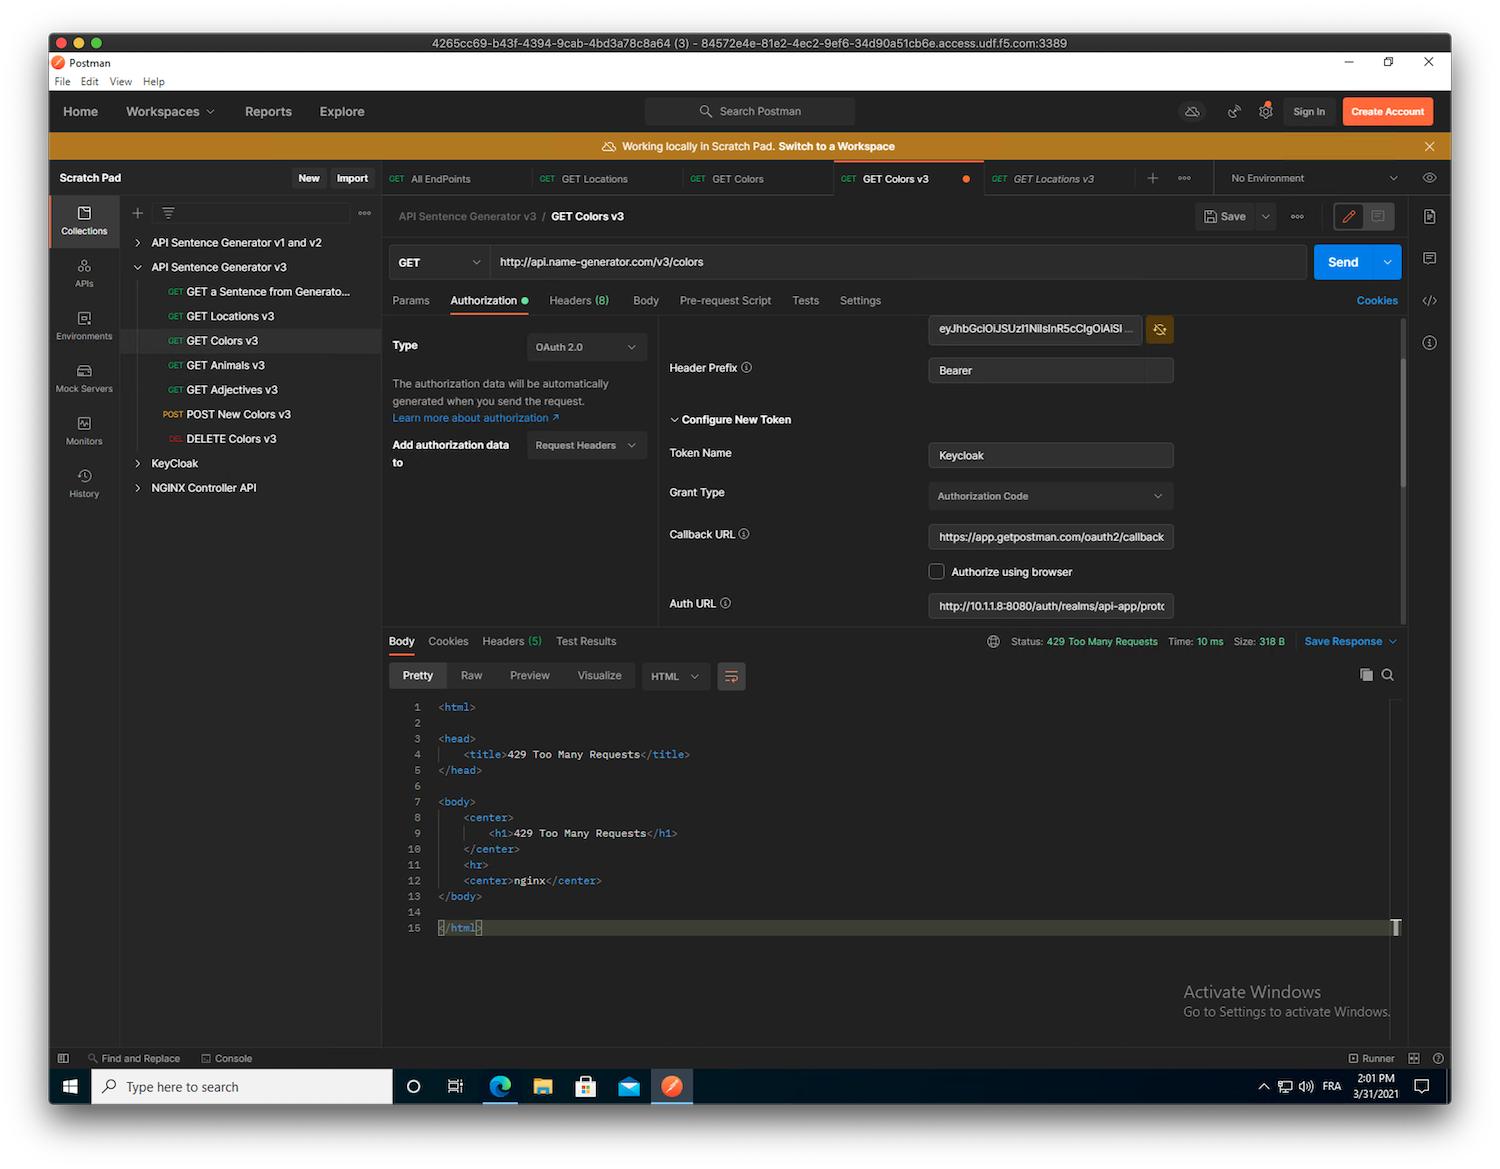 4265cc69-b43f-4394-9cab-4bd3a78c8a64 (3) - 84572e4e-81e2-4ec2-9ef6-34d90a51cb6e.access.udf.f5.com:3389
Postman
File Edit View Help
Home Workspaces Reports Explore Search Postman Sign In Create Account
Working locally in Scratch Pad. Switch to a Workspace
Scratch Pad New Import
GET All EndPoints GET GET Locations GET GET Colors GET GET Colors v3 GET GET Locations v3 No Environment
Collections
APIs
Environments
Mock Servers
Monitors
History
API Sentence Generator v1 and v2
API Sentence Generator v3
GET GET a Sentence from Generato...
GET GET Locations v3
GET GET Colors v3
GET GET Animals v3
GET GET Adjectives v3
POST POST New Colors v3
DEL DELETE Colors v3
KeyCloak
NGINX Controller API
API Sentence Generator v3 / GET Colors v3 Save
GET http://api.name-generator.com/v3/colors Send
Params Authorization Headers (8) Body Pre-request Script Tests Settings Cookies
Type OAuth 2.0
The authorization data will be automatically
generated when you send the request.
Learn more about authorization ↗
Add authorization data
to
Request Headers
eyJhbGciOiJSUzI1NiIsInR5cCIgOiAiSl ...
Header Prefix Bearer
Configure New Token
Token Name Keycloak
Grant Type Authorization Code
Callback URL https://app.getpostman.com/oauth2/callback
Authorize using browser
Auth URL http://10.1.1.8:8080/auth/realms/api-app/proto
Body Cookies Headers (5) Test Results Status: 429 Too Many Requests Time: 10 ms Size: 318 B Save Response
Pretty Raw Preview Visualize HTML
1 <html>
2
3 <head>
4 <title>429 Too Many Requests</title>
5 </head>
6
7 <body>
8 <center>
9 <h1>429 Too Many Requests</h1>
10 </center>
11 <hr>
12 <center>nginx</center>
13 </body>
14
15 </html>
Activate Windows
Go to Settings to activate Windows.
Find and Replace Console Runner
Type here to search
FRA
2:01 PM
3/31/2021